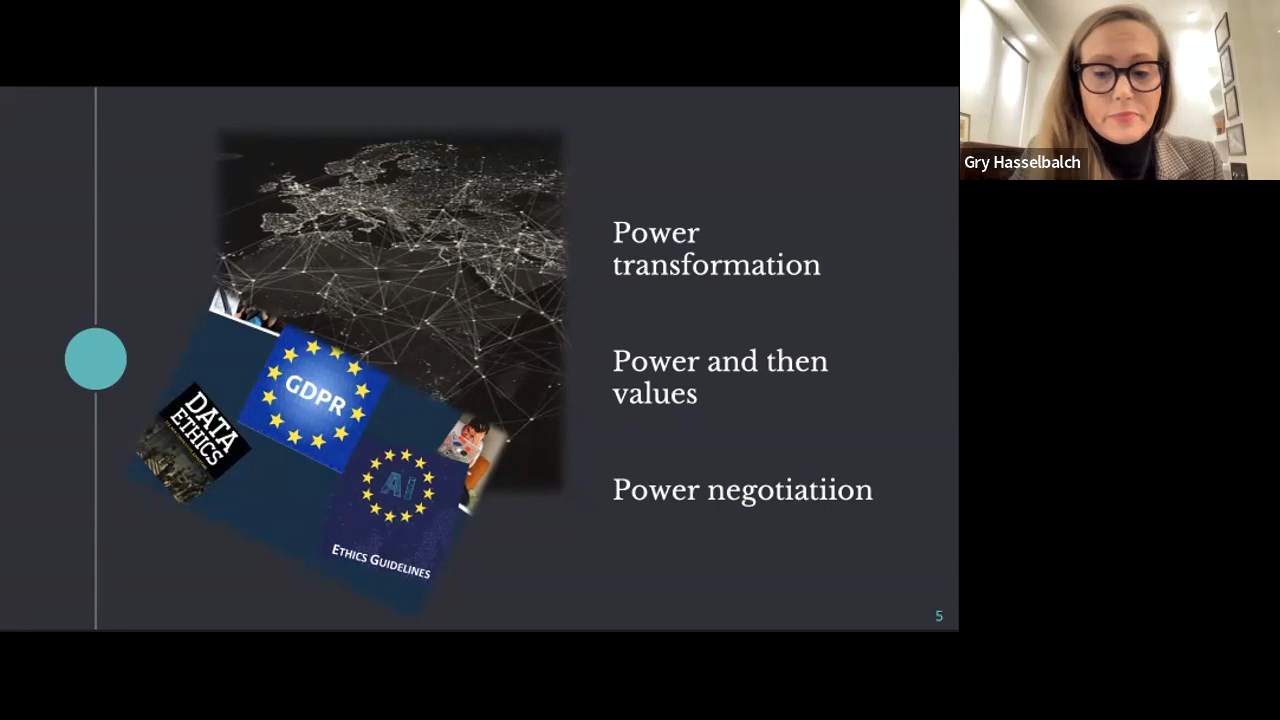 Gry Hasselbalch
Power
transformation
Power and then
values
Power negotiatiion
GDPR
DATA
ETHICS
Ai
ETHICS GUIDELINES
5